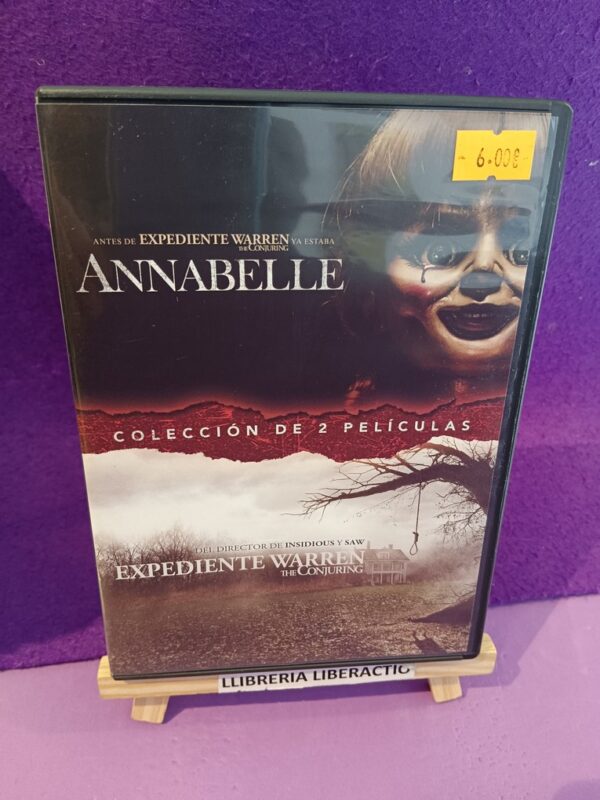 6.00€
ANTES DE EXPEDIENTE WARREN YA ESTABA
THE CONJURING
ANNABELLE
COLECCIÓN DE 2 PELÍCULAS
DEL DIRECTOR DE INSIDIOUS Y SAW
EXPEDIENTE WARREN
THE CONJURING
LLIBRERIA LIBERACTIO